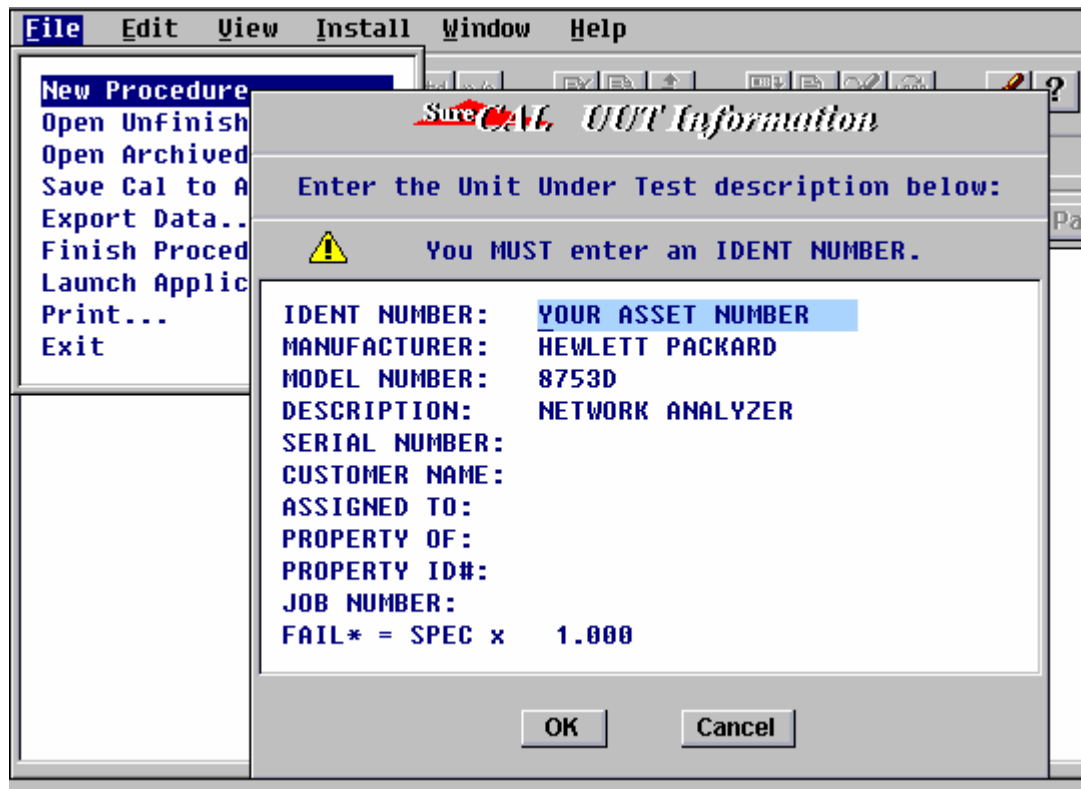 File Edit View Install Window Help
New Procedure
Open Unfinish
Open Archived
Save Cal to A
Export Data..
Finish Proced
Launch Applic
Print...
Exit
?
Pa
SureCAL UUT Information
Enter the Unit Under Test description below:
You MUST enter an IDENT NUMBER.
IDENT NUMBER: YOUR ASSET NUMBER
MANUFACTURER: HEWLETT PACKARD
MODEL NUMBER: 8753D
DESCRIPTION: NETWORK ANALYZER
SERIAL NUMBER:
CUSTOMER NAME:
ASSIGNED TO:
PROPERTY OF:
PROPERTY ID#:
JOB NUMBER:
FAIL* = SPEC x 1.000
OK Cancel